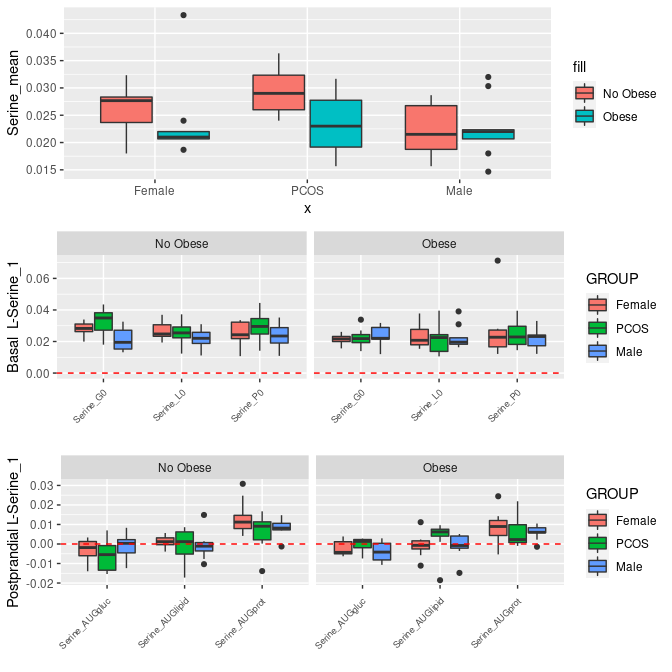 Serine_mean
0.040
0.035
0.030
0.025
0.020
0.015
Female
PCOS
Male
x
fill
No Obese
Obese
Basal_L-Serine_1
No Obese
Obese
0.06
0.04
0.02
0.00
Serine_G0
Serine_L0
Serine_P0
Serine_G0
Serine_L0
Serine_P0
GROUP
Female
PCOS
Male
Postprandial L-Serine_1
No Obese
Obese
0.03
0.02
0.01
0.00
-0.01
-0.02
Serine_AUGgluc
Serine_AUGlipid
Serine_AUGprot
Serine_AUGgluc
Serine_AUGlipid
Serine_AUGprot
GROUP
Female
PCOS
Male